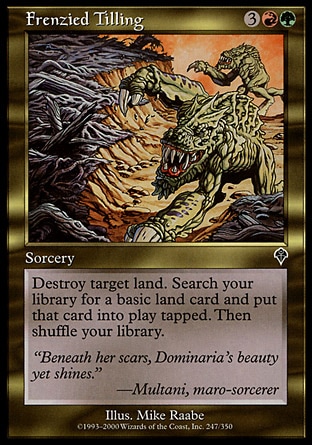 Frenzied Tilling 3
Sorcery
Destroy target land. Search your
library for a basic land card and put
that card into play tapped. Then
shuffle your library.
“Beneath her scars, Dominaria’s beauty
yet shines.”
—Multani, maro-sorcerer
Illus. Mike Raabe
©1993–2000 Wizards of the Coast, Inc. 247/350